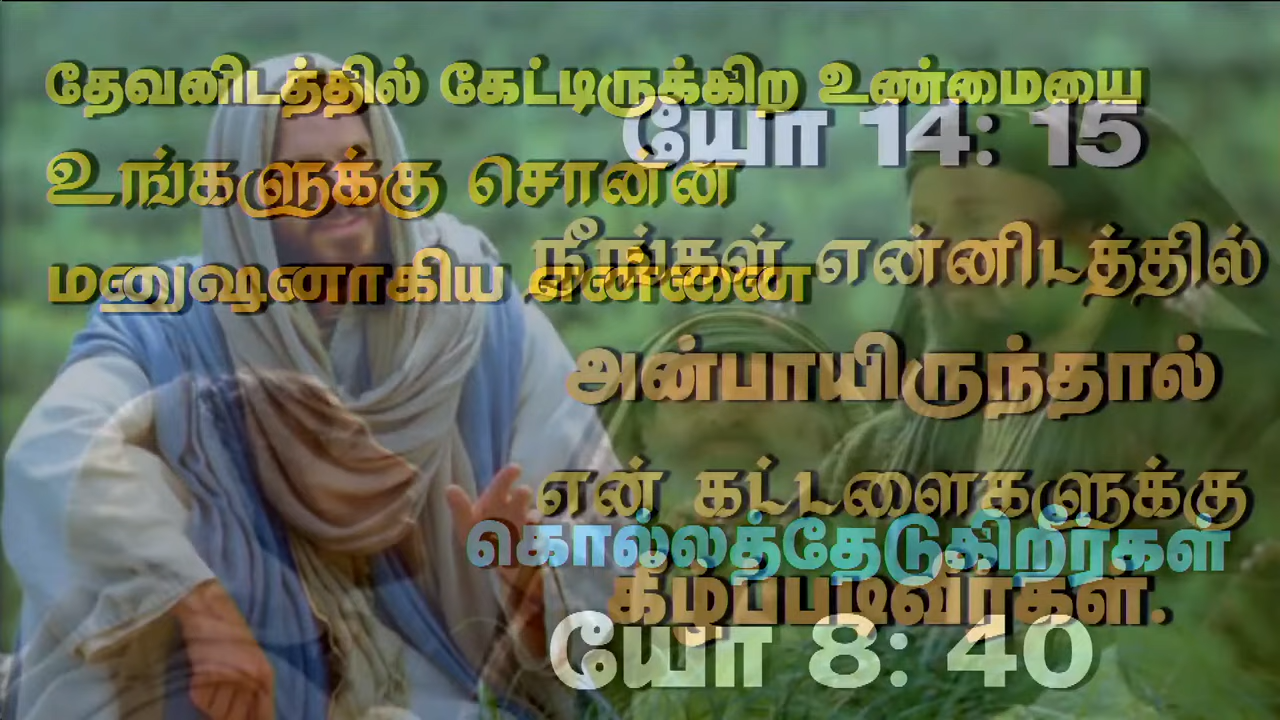 தேவனிடத்தில் கேட்டிருக்கிற உண்மையை
உங்களுக்கு சொன்ன
மனுஷனாகிய என்னை
கொல்லத்தேடுகிறீர்கள்
யோ 8: 40
யோ 14: 15
நீங்கள் என்னிடத்தில்
அன்பாயிருந்தால்
என் கட்டளைகளுக்கு
கீழ்ப்படிவீர்கள்.